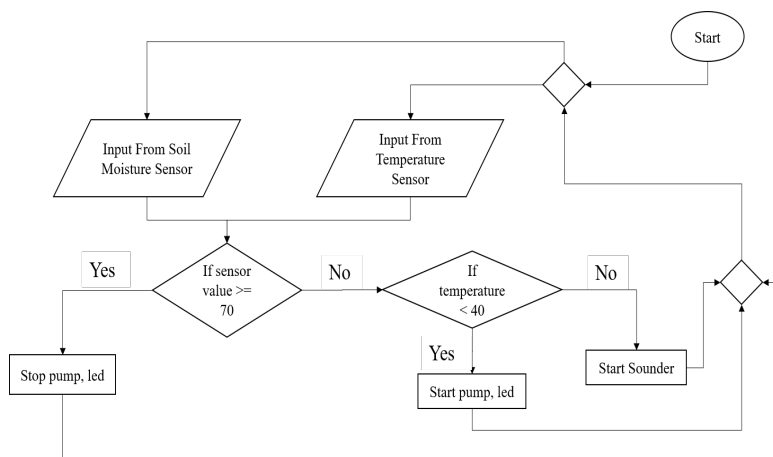 Start
Input From Soil
Moisture Sensor
Input From
Temperature
Sensor
Yes
If sensor
value >=
70
No
If
temperature
< 40
No
Yes
Stop pump, led
Start pump, led
Start Sounder